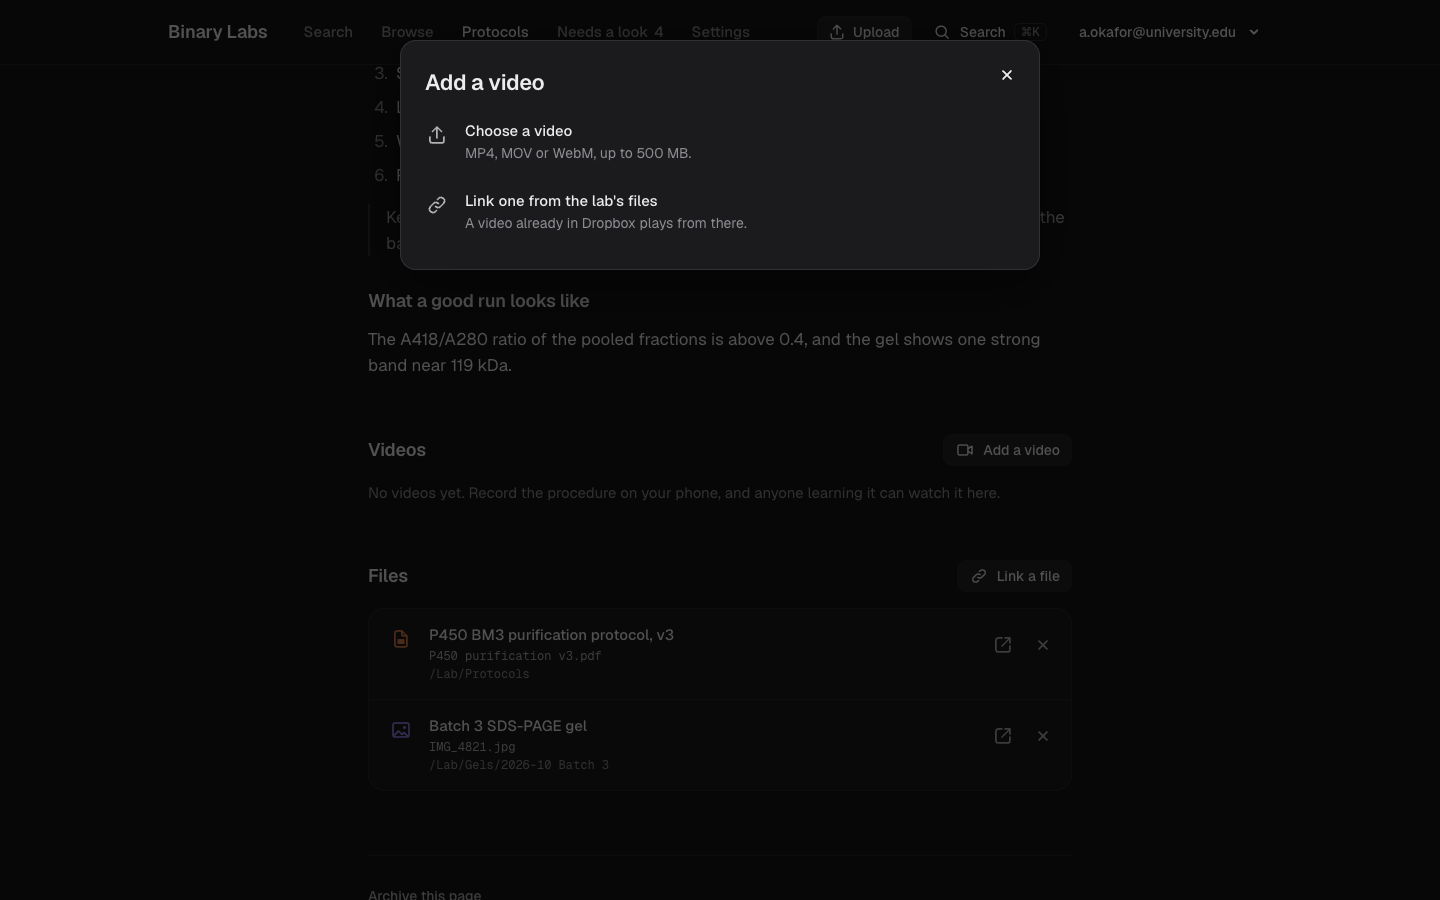 Binary Labs Search Browse Protocols Needs a look 4 Settings Upload Search ⌘K a.okafor@university.edu
Add a video
Choose a video
MP4, MOV or WebM, up to 500 MB.
Link one from the lab's files
A video already in Dropbox plays from there.
3.
4.
5.
6.
the
What a good run looks like
The A418/A280 ratio of the pooled fractions is above 0.4, and the gel shows one strong
band near 119 kDa.
Videos Add a video
No videos yet. Record the procedure on your phone, and anyone learning it can watch it here.
Files Link a file
P450 BM3 purification protocol, v3
P450 purification v3.pdf
/Lab/Protocols
Batch 3 SDS-PAGE gel
IMG_4821.jpg
/Lab/Gels/2026-10 Batch 3
Archive this page